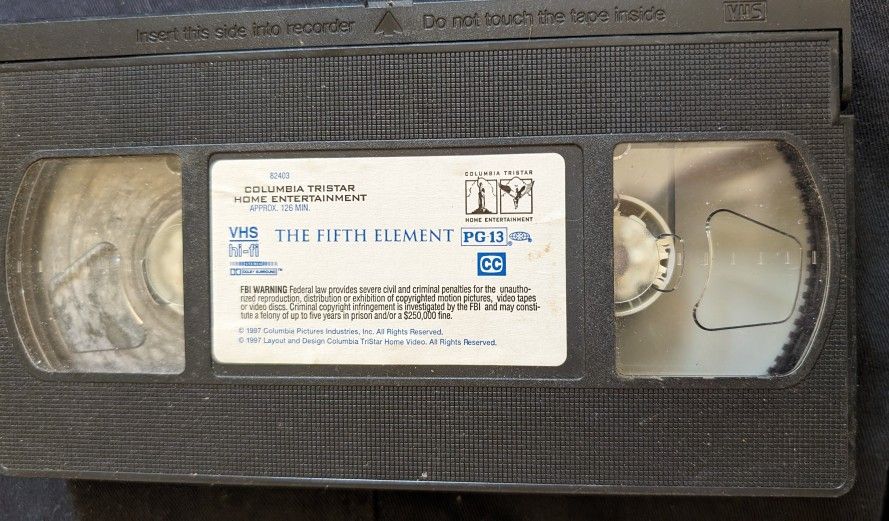 Insert this side into recorder Do not touch the tape inside VHS
82403
COLUMBIA TRISTAR
HOME ENTERTAINMENT
APPROX. 126 MIN.
COLUMBIA TRISTAR
HOME ENTERTAINMENT
VHS
hi-fi
THE FIFTH ELEMENT PG-13 ®
DOLBY SURROUND ™
CC
FBI WARNING Federal law provides severe civil and criminal penalties for the unautho-
rized reproduction, distribution or exhibition of copyrighted motion pictures, video tapes
or video discs. Criminal copyright infringement is investigated by the FBI and may consti-
tute a felony of up to five years in prison and/or a $250,000 fine.
© 1997 Columbia Pictures Industries, Inc. All Rights Reserved.
© 1997 Layout and Design Columbia TriStar Home Video. All Rights Reserved.